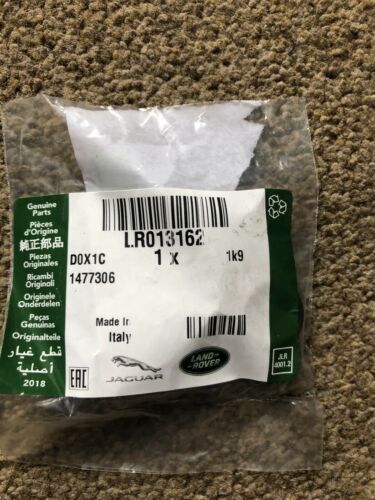 Genuine
Parts
Pièces
d'Origine
純正部品
Piezas
Originales
Ricambi
Originali
Originele
Onderdelen
Peças
Genuinas
Originalteile
قطع غيار
أصلية
2018
LR013162
D0X1C
1 x
1k9
1477306
Made In
Italy
EAC
JAGUAR
LAND-
ROVER
JLR
4001.2